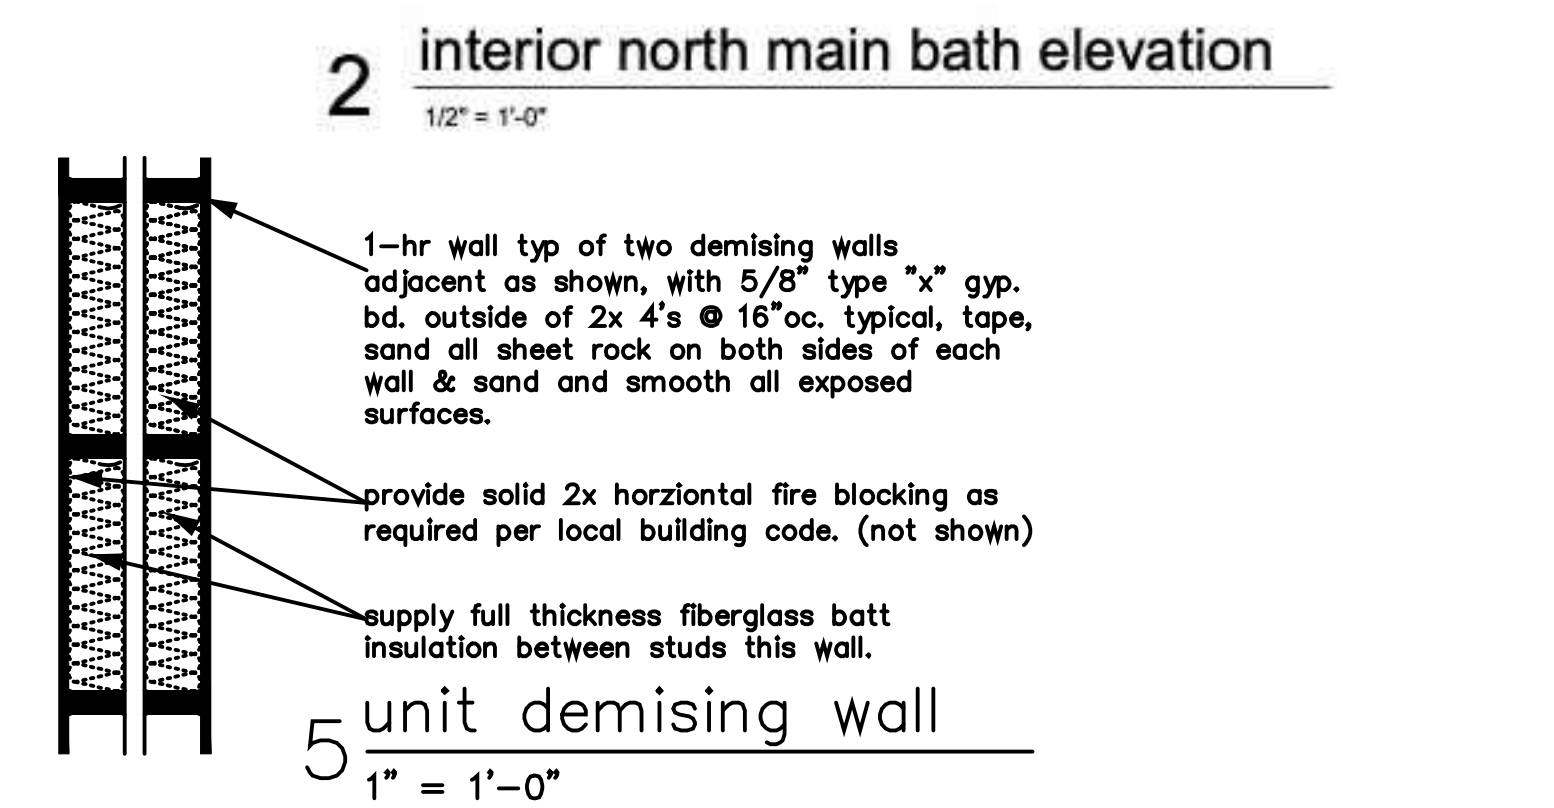 2 interior north main bath elevation
1/2" = 1'-0"
1-hr wall typ of two demising walls
adjacent as shown, with 5/8" type "x" gyp.
bd. outside of 2x 4's @ 16"oc. typical, tape,
sand all sheet rock on both sides of each
wall & sand and smooth all exposed
surfaces.
provide solid 2x horziontal fire blocking as
required per local building code. (not shown)
supply full thickness fiberglass batt
insulation between studs this wall.
5 unit demising wall
1" = 1'-0"